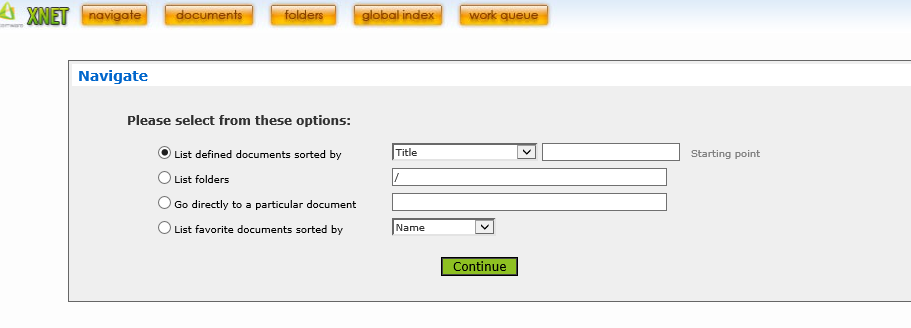 XNET navigate documents folders global index work queue
Navigate
Please select from these options:
List defined documents sorted by Title Starting point
List folders /
Go directly to a particular document
List favorite documents sorted by Name
Continue